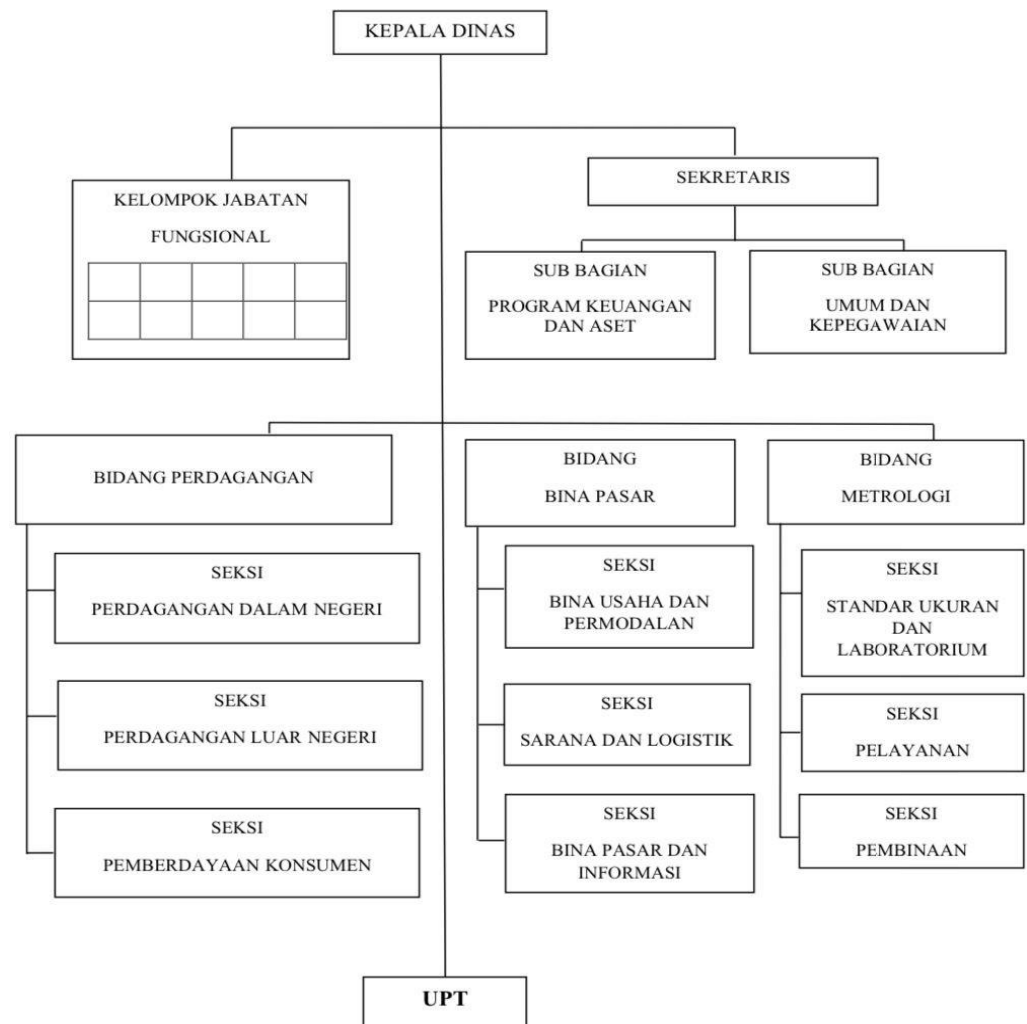 KEPALA DINAS
KELOMPOK JABATAN
FUNGSIONAL
SEKRETARIS
SUB BAGIAN
PROGRAM KEUANGAN
DAN ASET
SUB BAGIAN
UMUM DAN
KEPEGAWAIAN
BIDANG PERDAGANGAN
SEKSI
PERDAGANGAN DALAM NEGERI
SEKSI
PERDAGANGAN LUAR NEGERI
SEKSI
PEMBERDAYAAN KONSUMEN
BIDANG
BINA PASAR
SEKSI
BINA USAHA DAN
PERMODALAN
SEKSI
SARANA DAN LOGISTIK
SEKSI
BINA PASAR DAN
INFORMASI
BIDANG
METROLOGI
SEKSI
STANDAR UKURAN
DAN
LABORATORIUM
SEKSI
PELAYANAN
SEKSI
PEMBINAAN
UPT